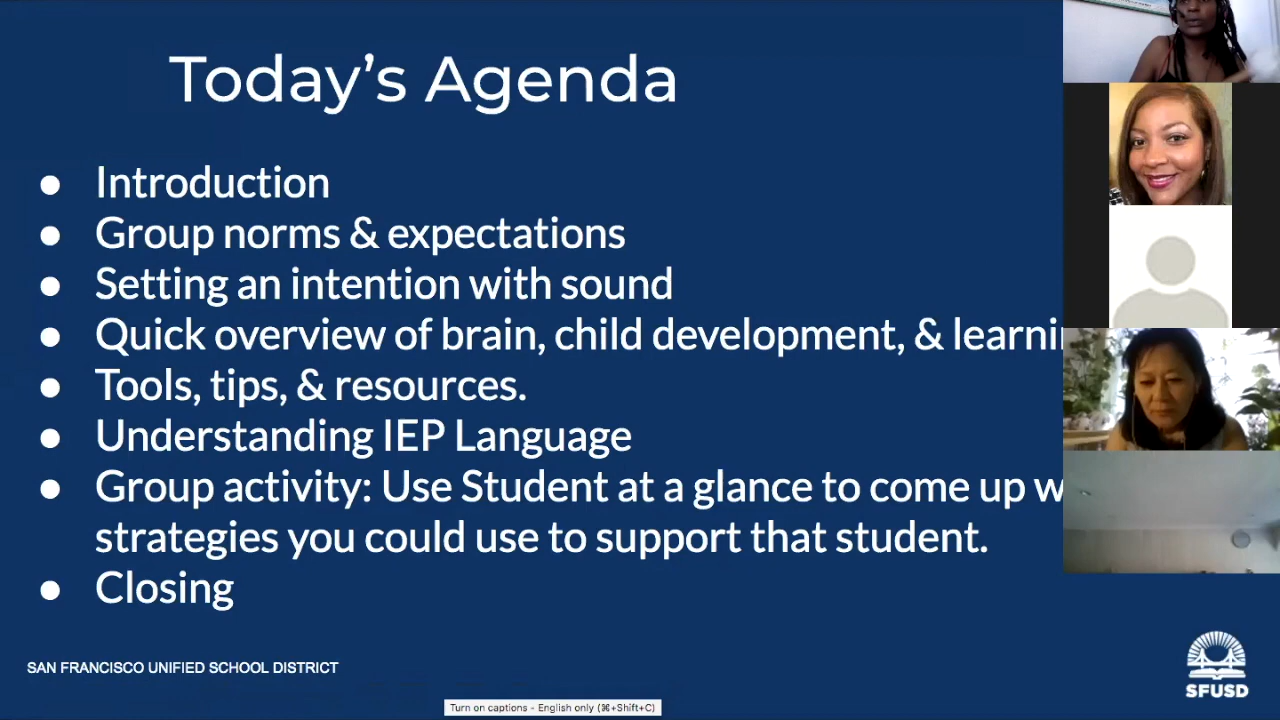 Today's Agenda
● Introduction
● Group norms & expectations
● Setting an intention with sound
● Quick overview of brain, child development, &
● Tools, tips, & resources.
● Understanding IEP Language
● Group activity: Use Student at a glance to come up
strategies you could use to support that student.
● Closing
SAN FRANCISCO UNIFIED SCHOOL DISTRICT
SFUSD
Turn on captions - English only (⌘+Shift+C)